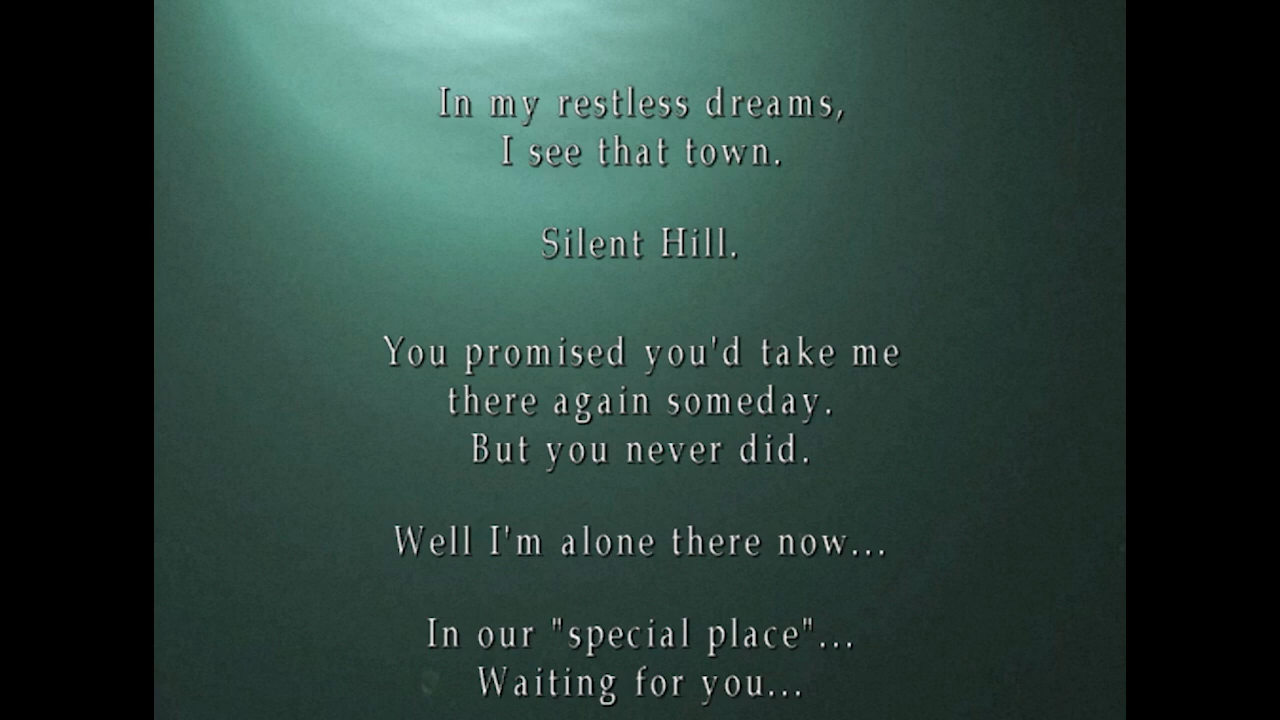 In my restless dreams,
I see that town.
Silent Hill.
You promised you'd take me
there again someday.
But you never did.
Well I'm alone there now...
In our "special place"...
Waiting for you...